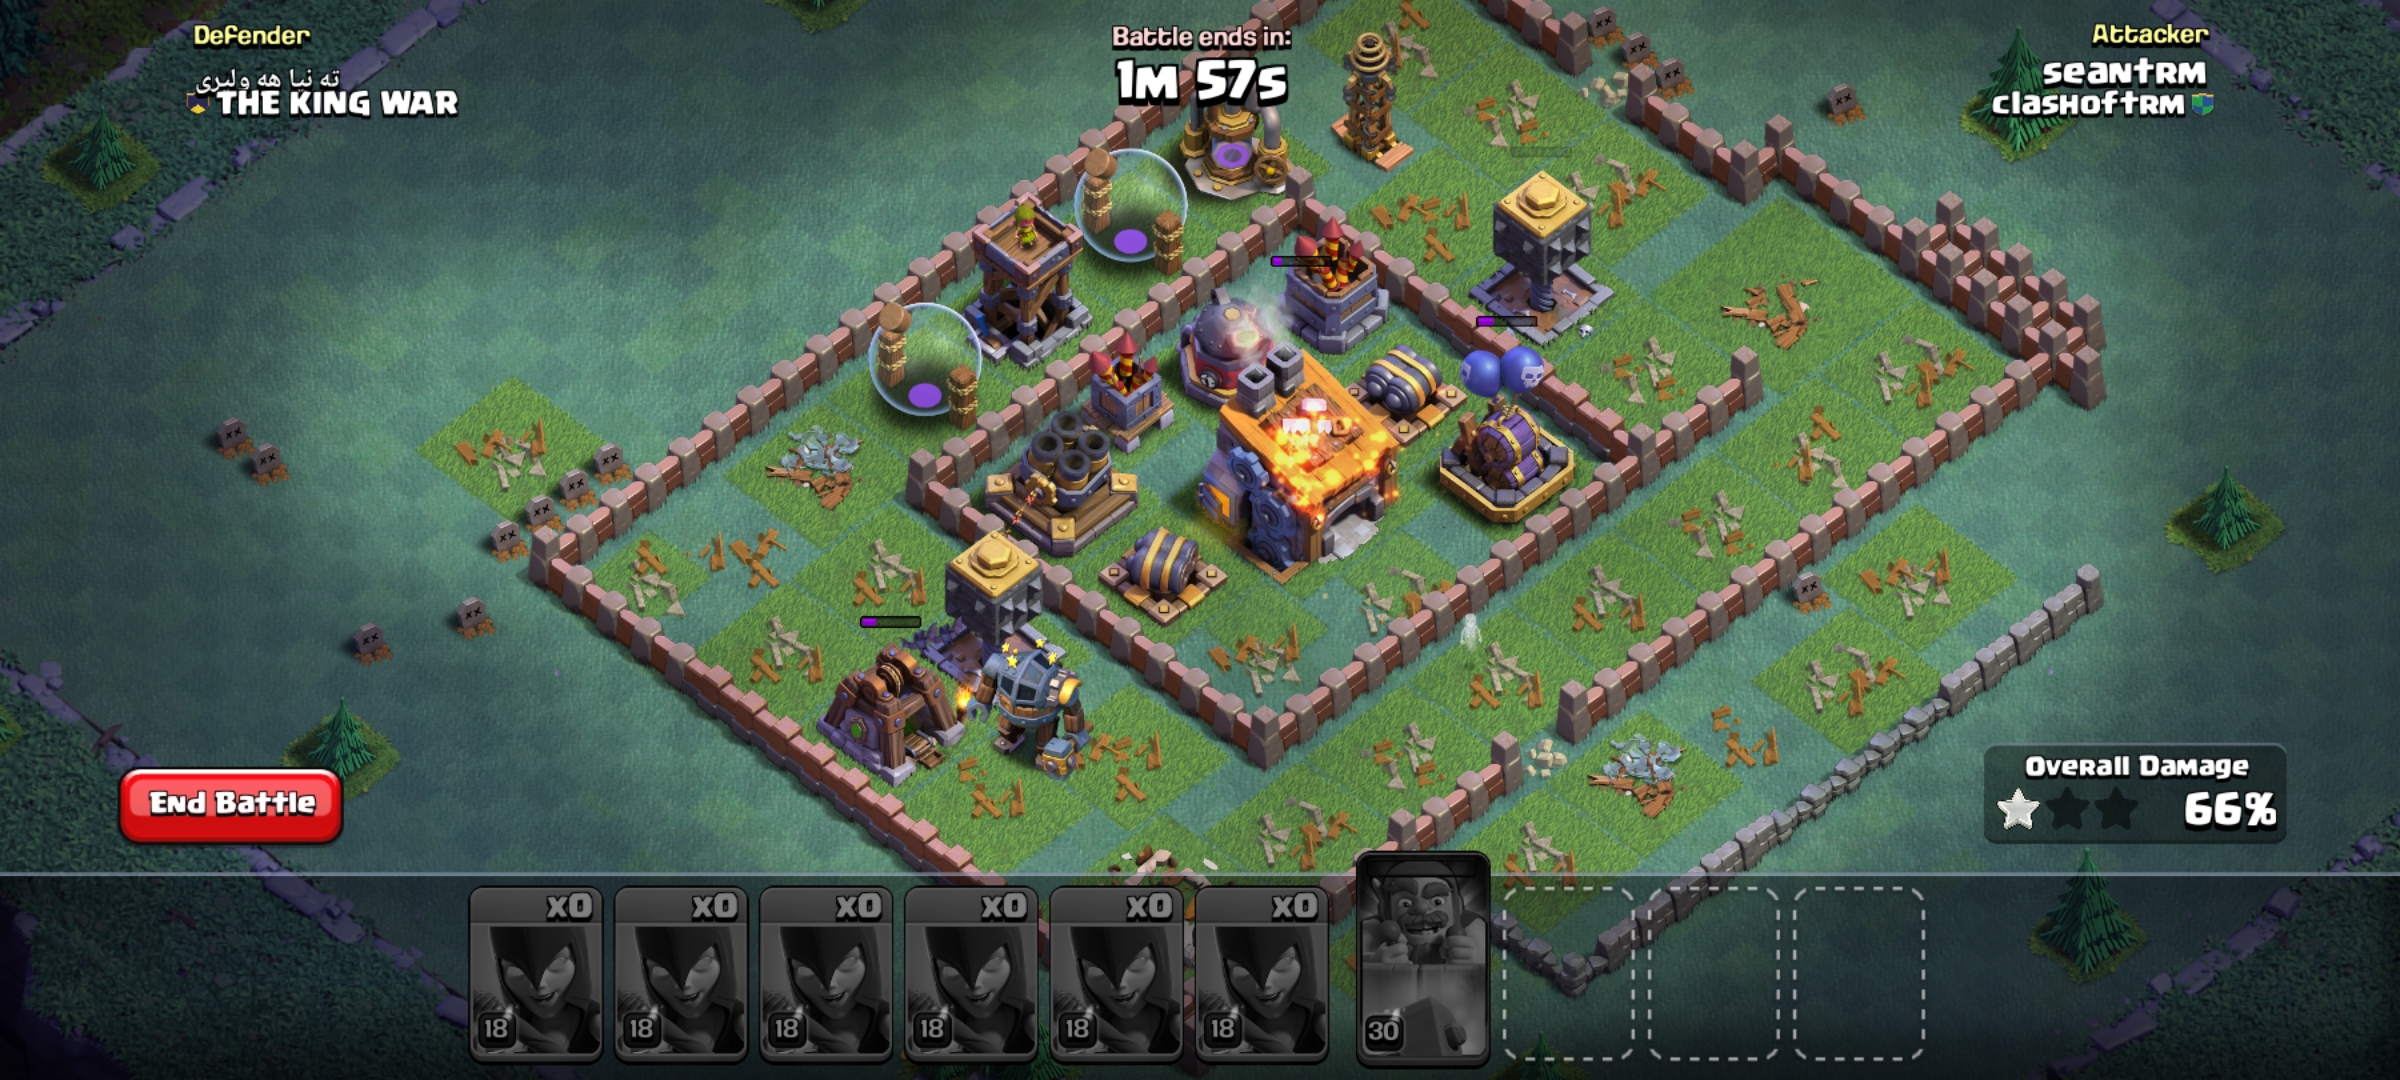 Defender
ته نیا هه ولیری
THE KING WAR
Battle ends in:
1M 57s
Attacker
seantrm
clashoftrm
End Battle
Overall Damage
66%
x0
x0
x0
x0
x0
x0
18
18
18
18
18
18
30